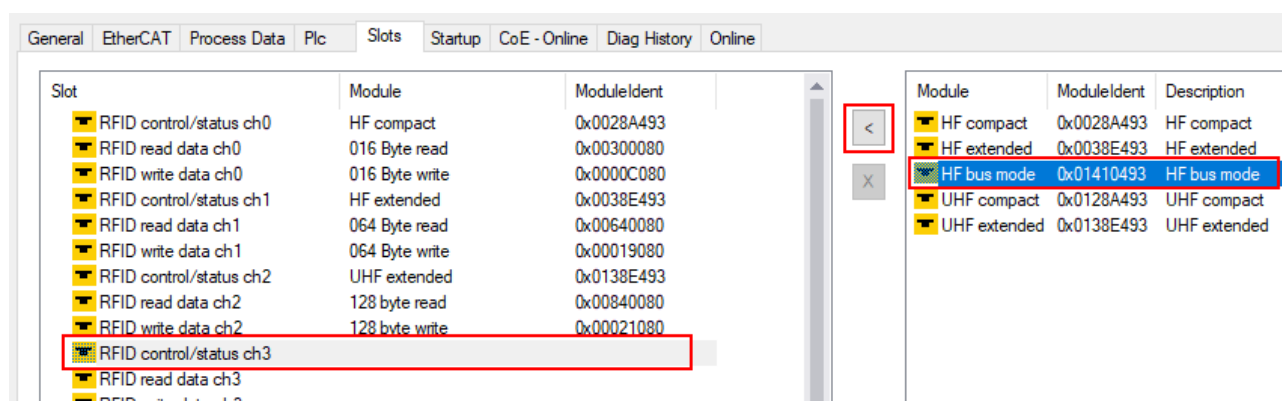 General EtherCAT Process Data Plc Slots Startup CoE - Online Diag History Online
Slot Module ModuleIdent
RFID control/status ch0 HF compact 0x0028A493
RFID read data ch0 016 Byte read 0x00300080
RFID write data ch0 016 Byte write 0x0000C080
RFID control/status ch1 HF extended 0x0038E493
RFID read data ch1 064 Byte read 0x00640080
RFID write data ch1 064 Byte write 0x00019080
RFID control/status ch2 UHF extended 0x0138E493
RFID read data ch2 128 byte read 0x00840080
RFID write data ch2 128 byte write 0x00021080
RFID control/status ch3
RFID read data ch3
<
X
Module ModuleIdent Description
HF compact 0x0028A493 HF compact
HF extended 0x0038E493 HF extended
HF bus mode 0x01410493 HF bus mode
UHF compact 0x0128A493 UHF compact
UHF extended 0x0138E493 UHF extended